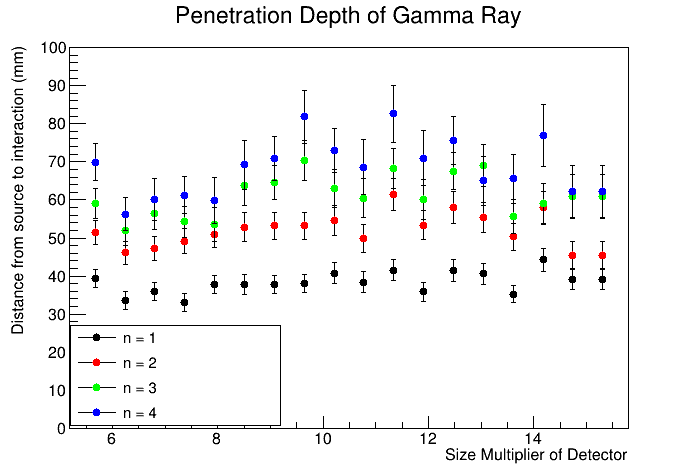 Penetration Depth of Gamma Ray
Distance from source to interaction (mm)
100
90
80
70
60
50
40
30
20
10
0
n = 1
n = 2
n = 3
n = 4
6 8 10 12 14
Size Multiplier of Detector